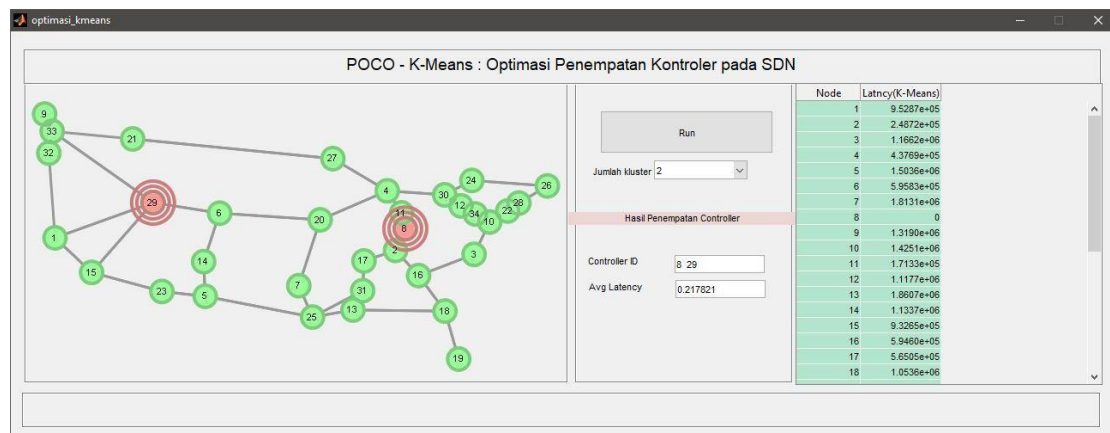 optimasi_kmeans
POCO - K-Means : Optimasi Penempatan Kontroler pada SDN
9
33
32
21
27
29
6
4
24
26
30
12
28
34
22
11
10
8
20
1
2
3
14
17
16
15
7
23
5
31
13
25
18
19
Run
Jumlah kluster 2
Hasil Penempatan Controller
Controller ID 8 29
Avg Latency 0.217821
Node Latncy(K-Means)
1 9.5287e+05
2 2.4872e+05
3 1.1662e+06
4 4.3769e+05
5 1.5036e+06
6 5.9583e+05
7 1.8131e+06
8 0
9 1.3190e+06
10 1.4251e+06
11 1.7133e+05
12 1.1177e+06
13 1.8607e+06
14 1.1337e+06
15 9.3265e+05
16 5.9460e+05
17 5.6505e+05
18 1.0536e+06